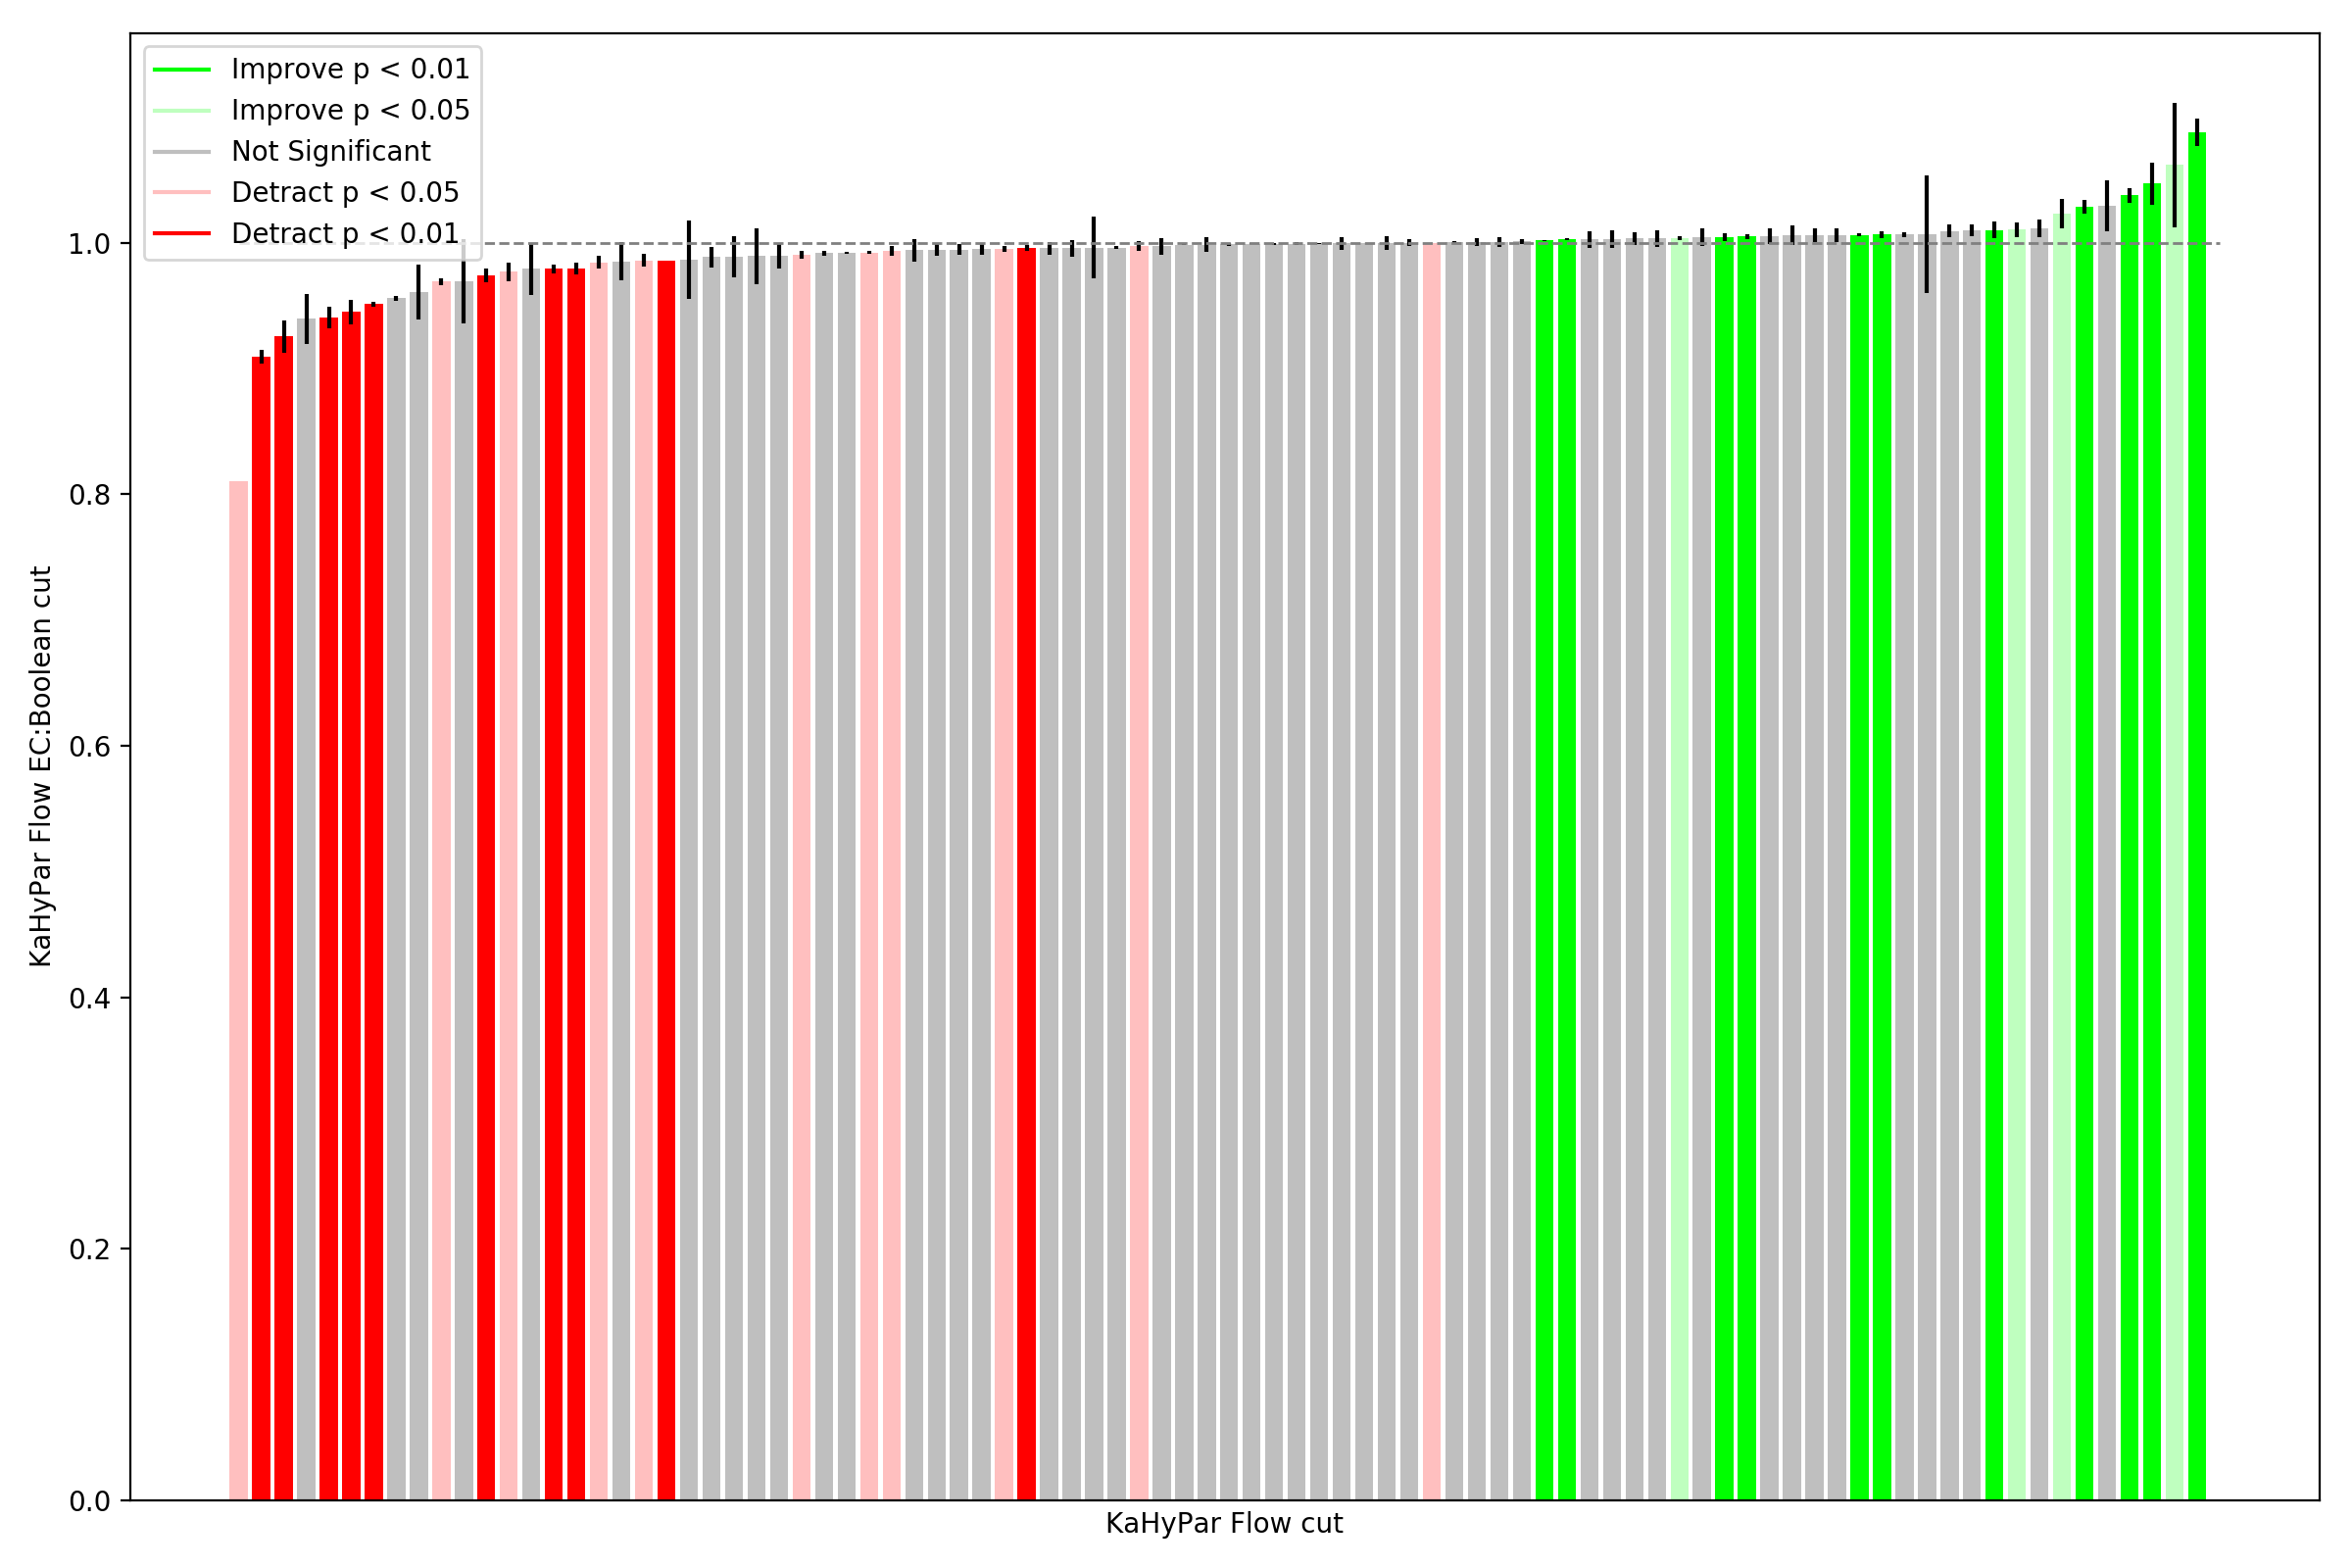 Improve p < 0.01
Improve p < 0.05
Not Significant
Detract p < 0.05
Detract p < 0.01
1.0
0.8
0.6
0.4
0.2
0.0
KaHyPar Flow EC:Boolean cut
KaHyPar Flow cut